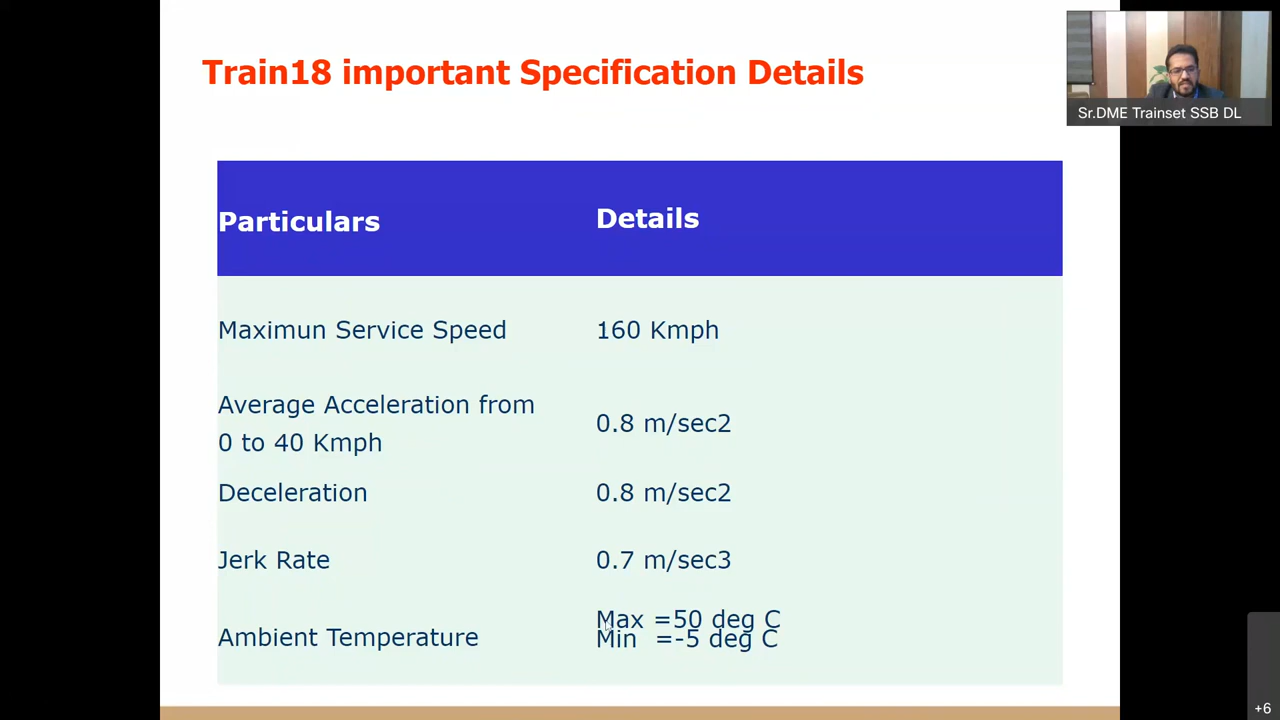 Train18 important Specification Details
Sr.DME Trainset SSB DL
Particulars Details
Maximun Service Speed 160 Kmph
Average Acceleration from
0 to 40 Kmph
0.8 m/sec2
Deceleration 0.8 m/sec2
Jerk Rate 0.7 m/sec3
Ambient Temperature
Max =50 deg C
Min =-5 deg C
+6